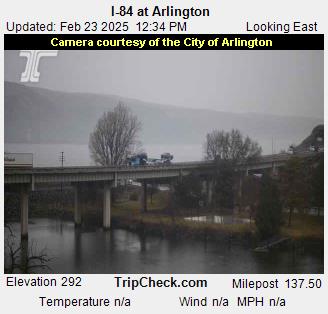 I-84 at Arlington
Updated: Feb 23 2025 12:34 PM Looking East
Camera courtesy of the City of Arlington
Elevation 292 TripCheck.com Milepost 137.50
Temperature n/a Wind n/a MPH n/a